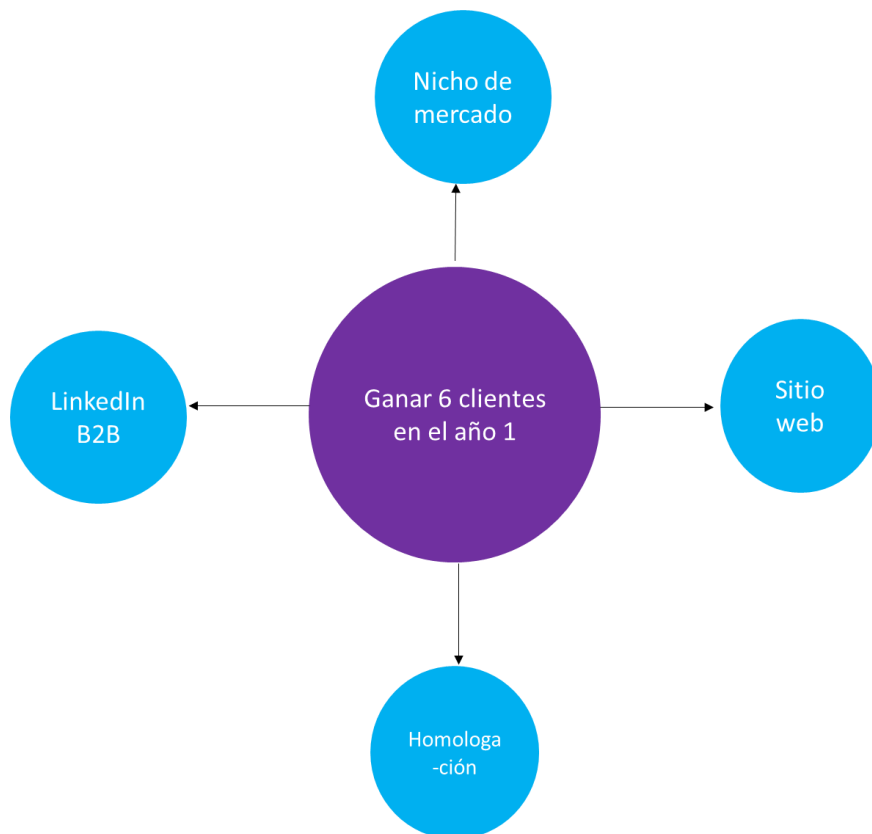 Nicho de
mercado
LinkedIn
B2B
Ganar 6 clientes
en el año 1
Sitio
web
Homologa
-ción